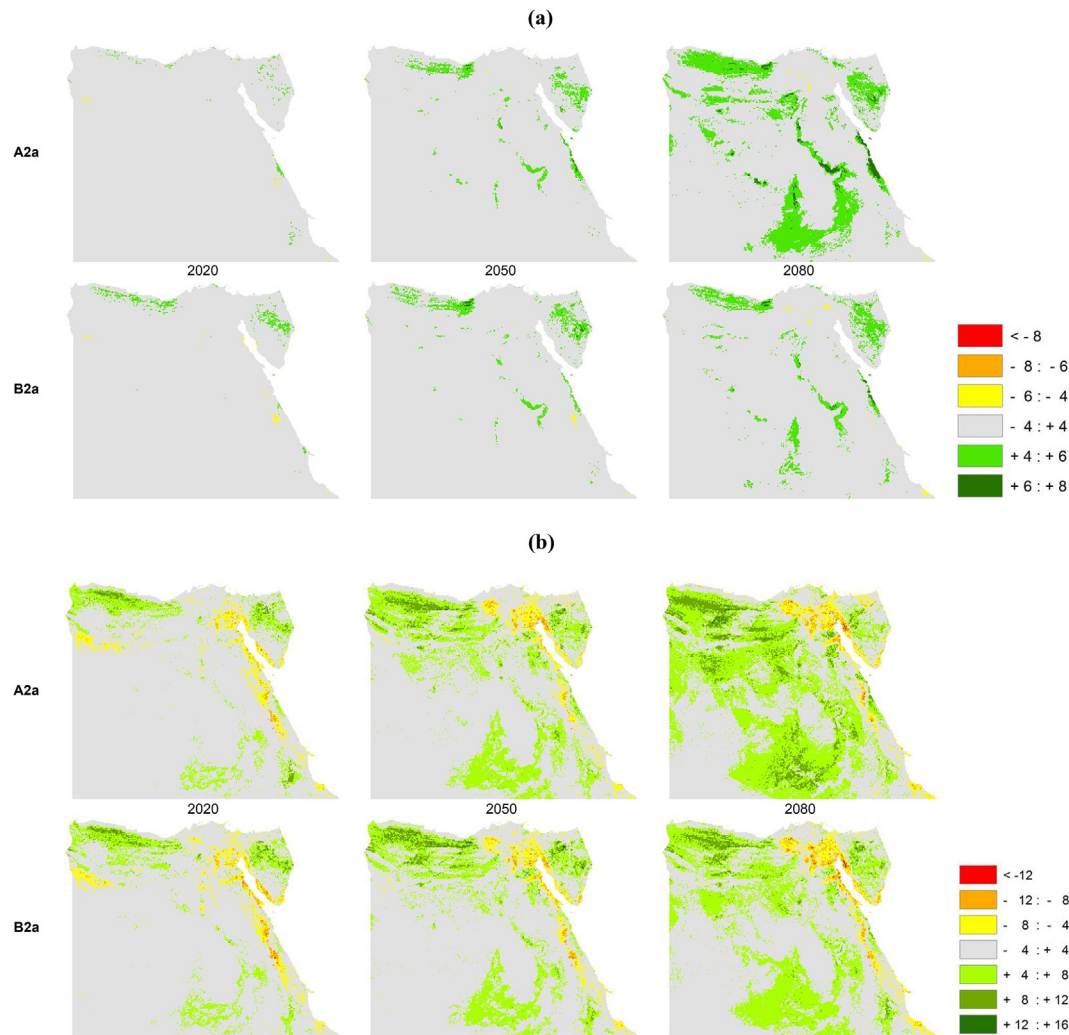 (a)
A2a
2020 2050 2080
B2a
< - 8
- 8 : - 6
- 6 : - 4
- 4 : + 4
+ 4 : + 6
+ 6 : + 8
(b)
A2a
2020 2050 2080
B2a
< -12
- 12 : - 8
- 8 : - 4
- 4 : + 4
+ 4 : + 8
+ 8 : +12
+12 : +16